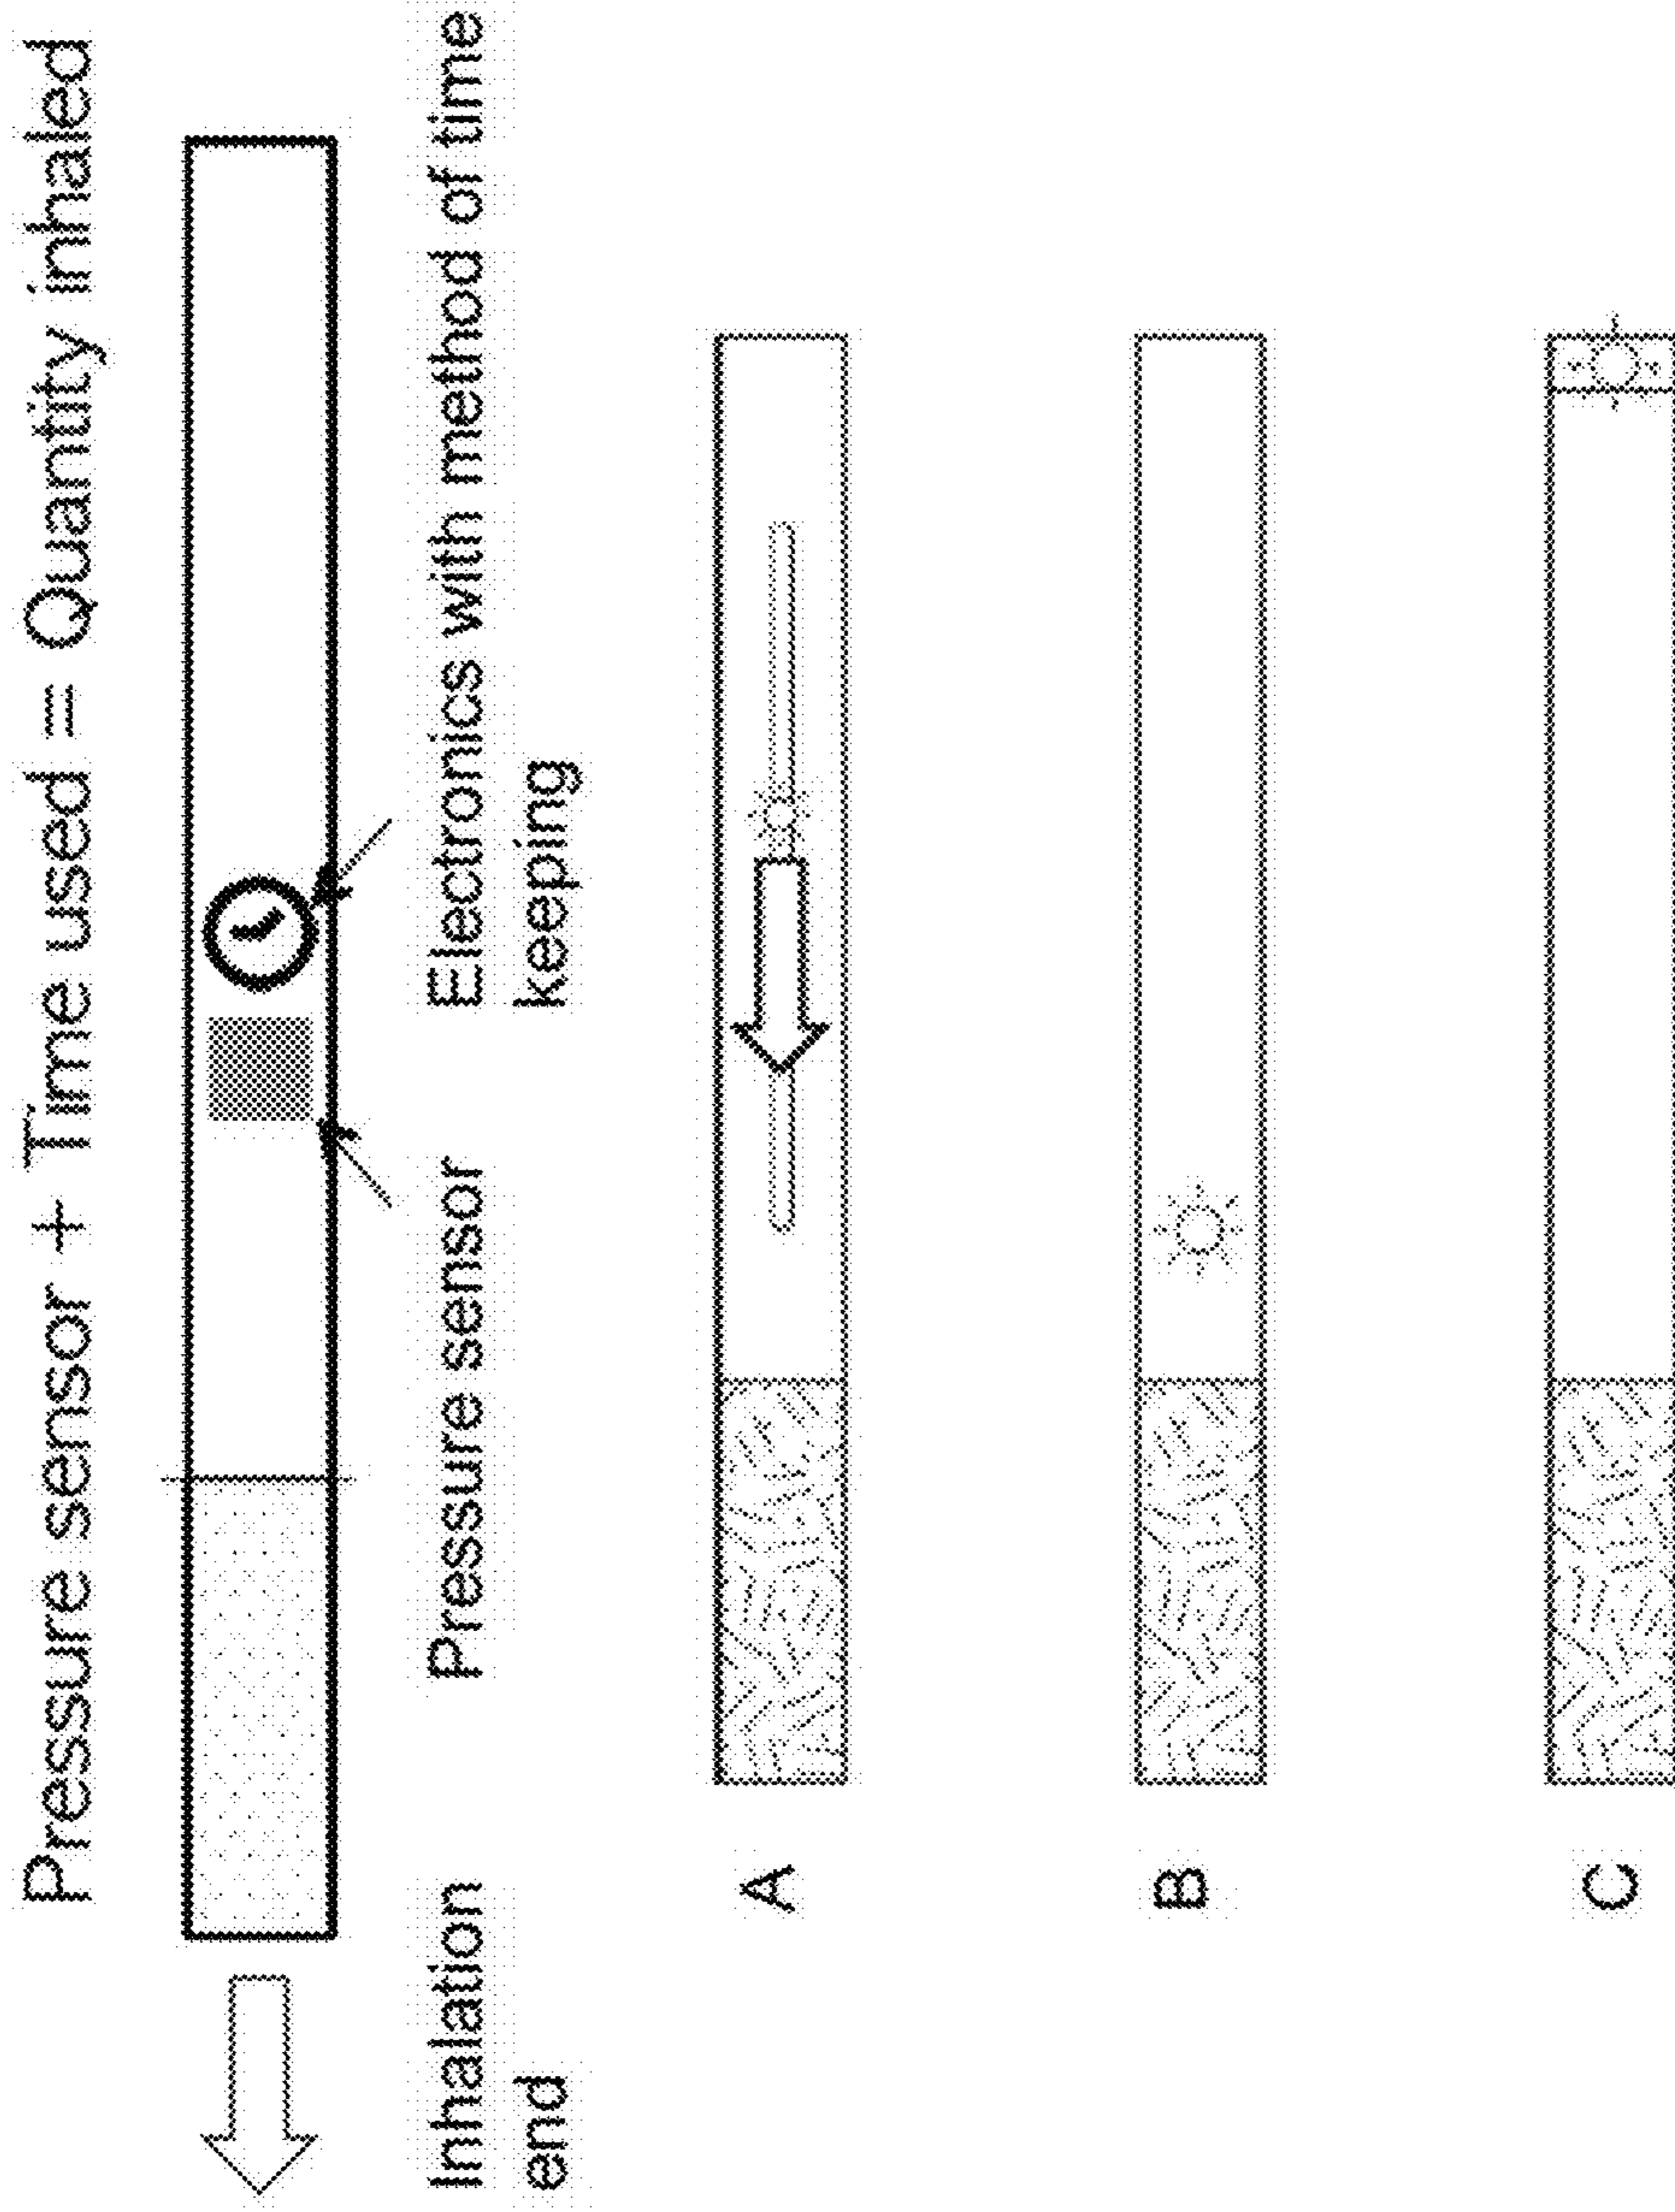 Pressure sensor + Time used = Quantity inhaled
Inhalation
end
Pressure sensor
Electronics with method of time
keeping
A
B
C